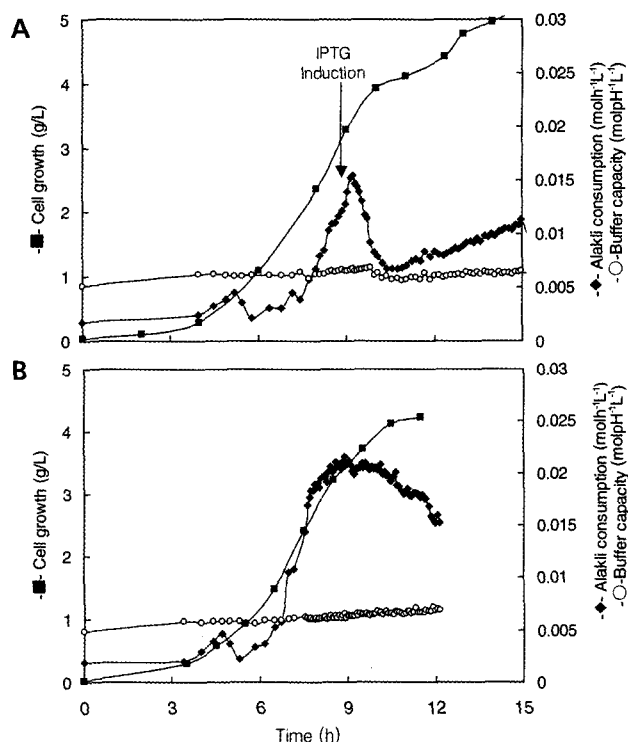 A
5
4
3
2
1
0
-■- Cell growth (g/L)
IPTG
Induction
0.03
0.025
0.02
0.015
0.01
0.005
0
-◆- Alakli consumption (molh⁻¹L⁻¹)
-○-Buffer capacity (molpH⁻¹L⁻¹)
B
5
4
3
2
1
0
-■- Cell growth (g/L)
0.03
0.025
0.02
0.015
0.01
0.005
0
-◆- Alakli consumption (molh⁻¹L⁻¹)
-○-Buffer capacity (molpH⁻¹L⁻¹)
0 3 6 9 12 15
Time (h)